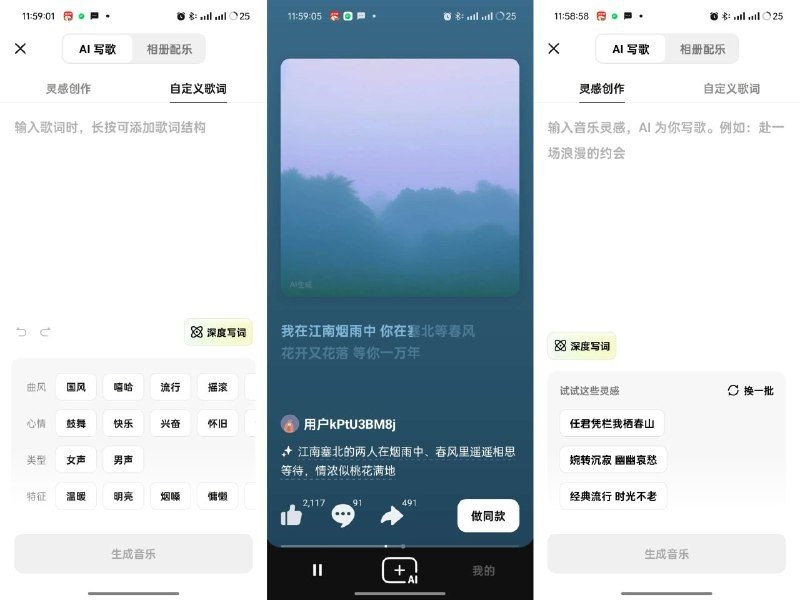 11:59:01
25
AI 写歌
相册配乐
灵感创作
自定义歌词
输入歌词时，长按可添加歌词结构
深度写词
曲风
国风
嘻哈
流行
摇滚
心情
鼓舞
快乐
兴奋
怀旧
类型
女声
男声
特征
温暖
明亮
烟嗓
慵懒
生成音乐
11:59:05
25
AI生成
我在江南烟雨中 你在塞北等春风
花开又花落 等你一万年
用户kPtU3BM8j
江南塞北的两人在烟雨中、春风里遥遥相思
等待，情浓似桃花满地
2,117
91
491
做同款
AI
我的
11:58:58
25
AI 写歌
相册配乐
灵感创作
自定义歌词
输入音乐灵感，AI 为你写歌。例如：赴一
场浪漫的约会
深度写词
试试这些灵感
换一批
任君凭栏我栖春山
婉转沉寂 幽幽哀愁
经典流行 时光不老
生成音乐